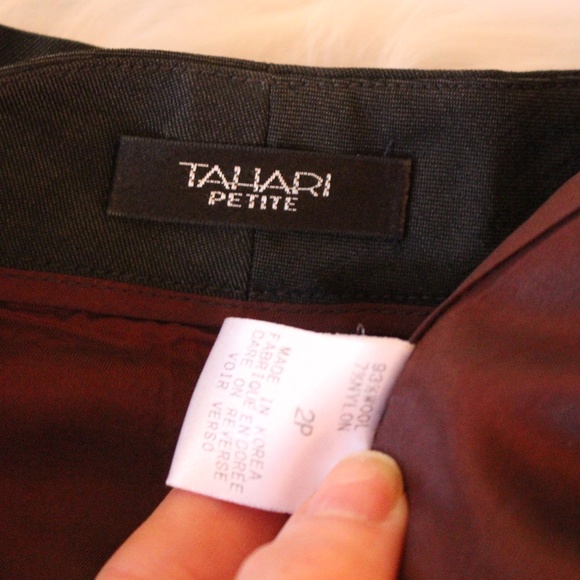 TAHARI
PETITE
93%WOOL
7%NYLON
2P
MADE IN KOREA
FABRIQUE EN COREE
CARE ON REVERSE
VOIR VERSO